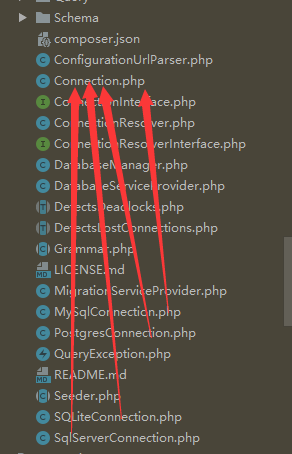 Query
Schema
composer.json
ConfigurationUrlParser.php
Connection.php
ConnectionInterface.php
ConnectionResolver.php
ConnectionResolverInterface.php
DatabaseManager.php
DatabaseServiceProvider.php
DetectsDeadlocks.php
DetectsLostConnections.php
Grammar.php
LICENSE.md
MigrationServiceProvider.php
MySqlConnection.php
PostgresConnection.php
QueryException.php
README.md
Seeder.php
SQLiteConnection.php
SqlServerConnection.php